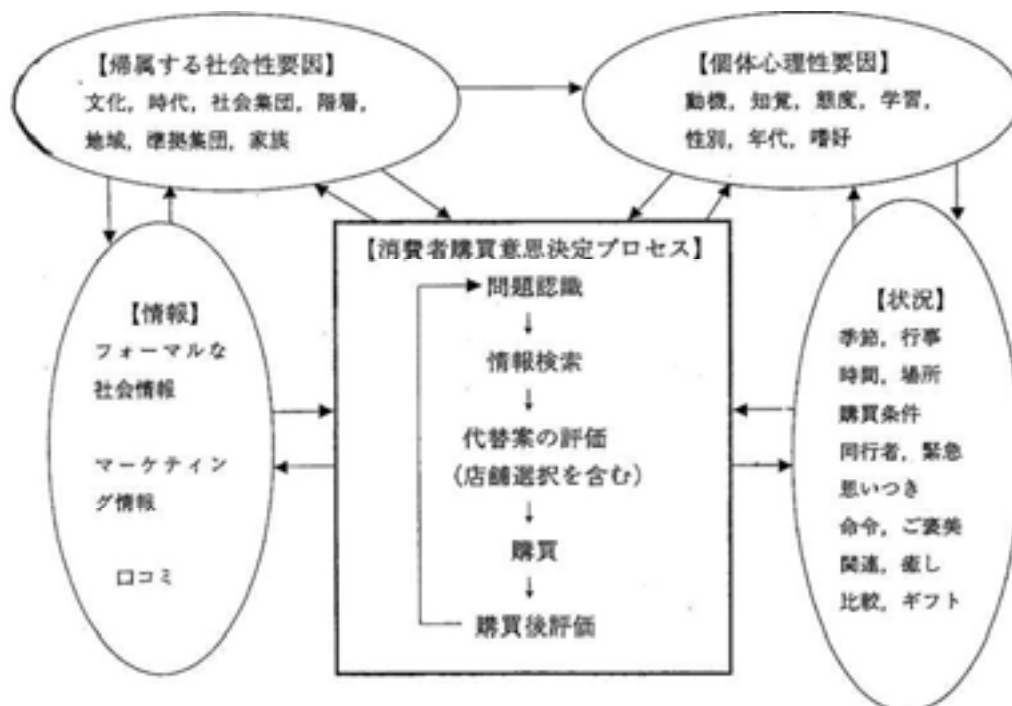 【帰属する社会性要因】
文化，時代，社会集団，階層，
地域，準拠集団，家族
【個体心理性要因】
動機，知覚，態度，学習，
性別，年代，嗜好
【消費者購買意思決定プロセス】
問題認識
情報検索
代替案の評価
（店舗選択を含む）
購買
購買後評価
【情報】
フォーマルな
社会情報
マーケティン
グ情報
口コミ
【状況】
季節，行事
時間，場所
購買条件
同行者，緊急
思いつき
命令，ご褒美
関連，癒し
比較，ギフト